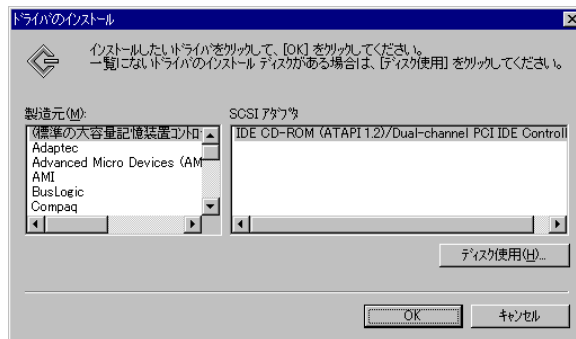 ドライバのインストール
インストールしたいドライバをクリックして、[OK] をクリックしてください。
一覧にないドライバのインストール ディスクがある場合は、[ディスク使用] をクリックしてください。
製造元(M):
SCSI アダプタ
(標準の大容量記憶装置コントロ
Adaptec
Advanced Micro Devices (AM
AMI
BusLogic
Compaq
IDE CD-ROM (ATAPI 1.2)/Dual-channel PCI IDE Controll
ディスク使用(H)...
OK
キャンセル